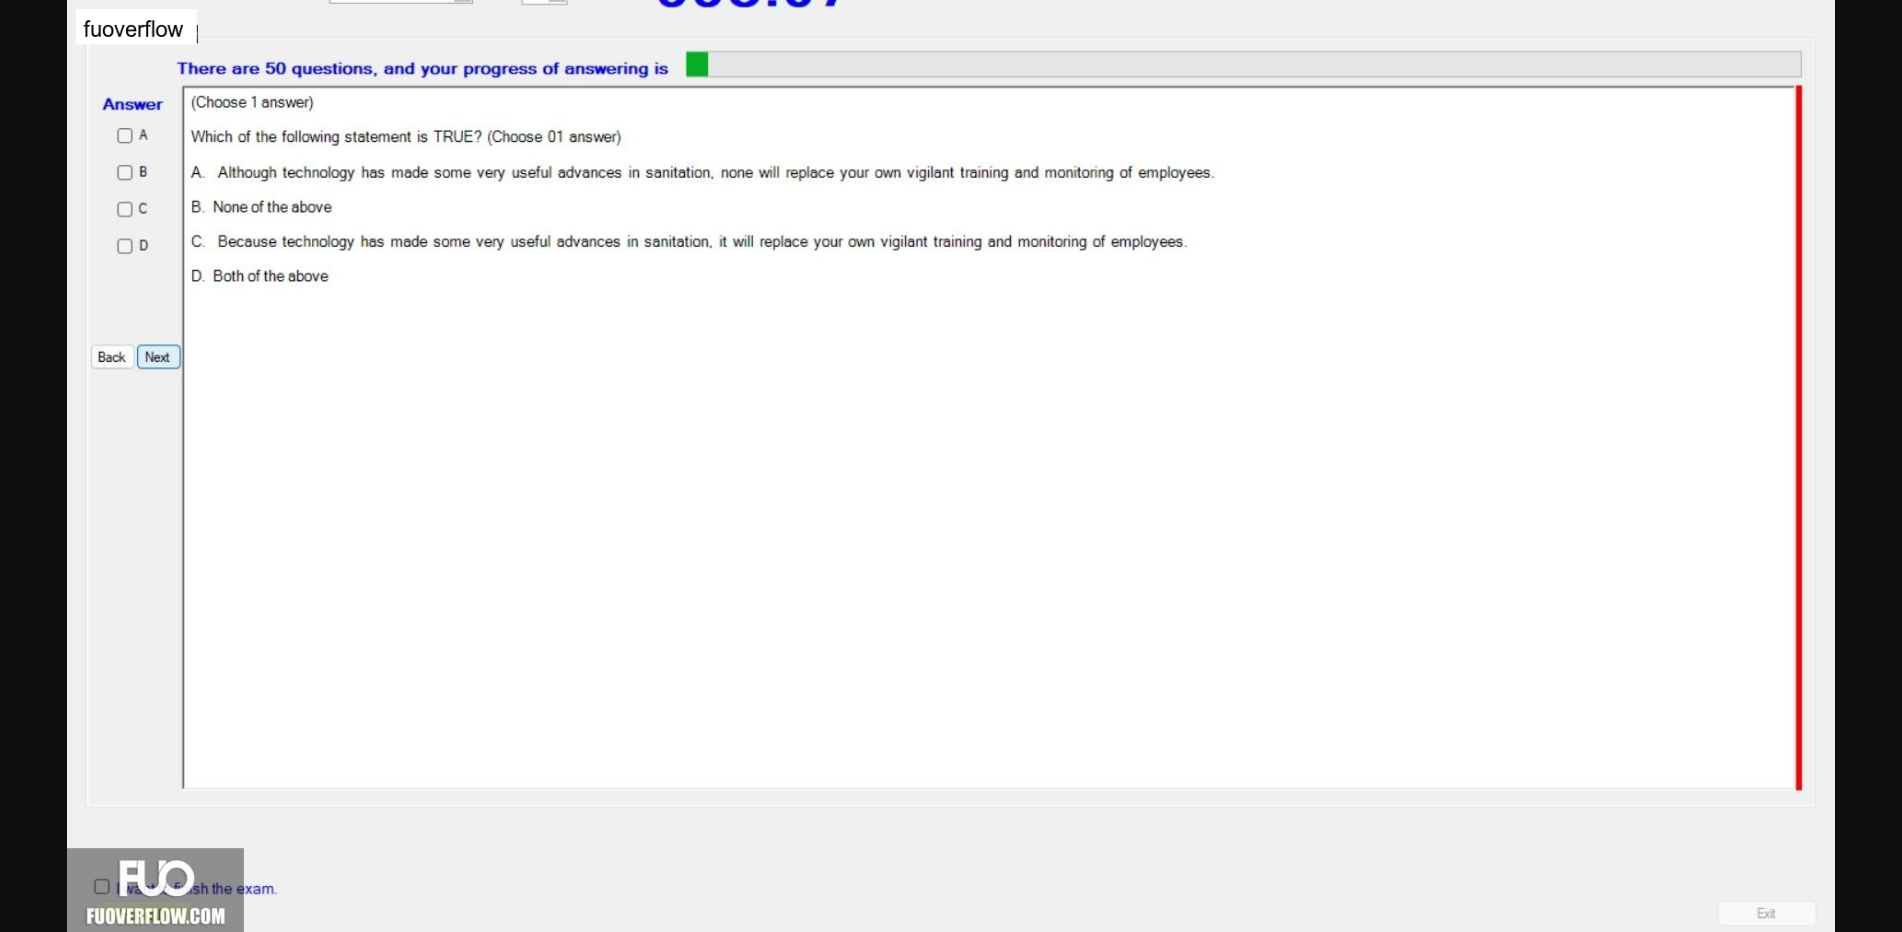 fuoverflow
There are 50 questions, and your progress of answering is
Answer
(Choose 1 answer)
A
Which of the following statement is TRUE? (Choose 01 answer)
B
A. Although technology has made some very useful advances in sanitation, none will replace your own vigilant training and monitoring of employees.
C
B. None of the above
D
C. Because technology has made some very useful advances in sanitation, it will replace your own vigilant training and monitoring of employees.
D. Both of the above
Back Next
FUO
sh the exam.
FUOVERFLOW.COM
Exit